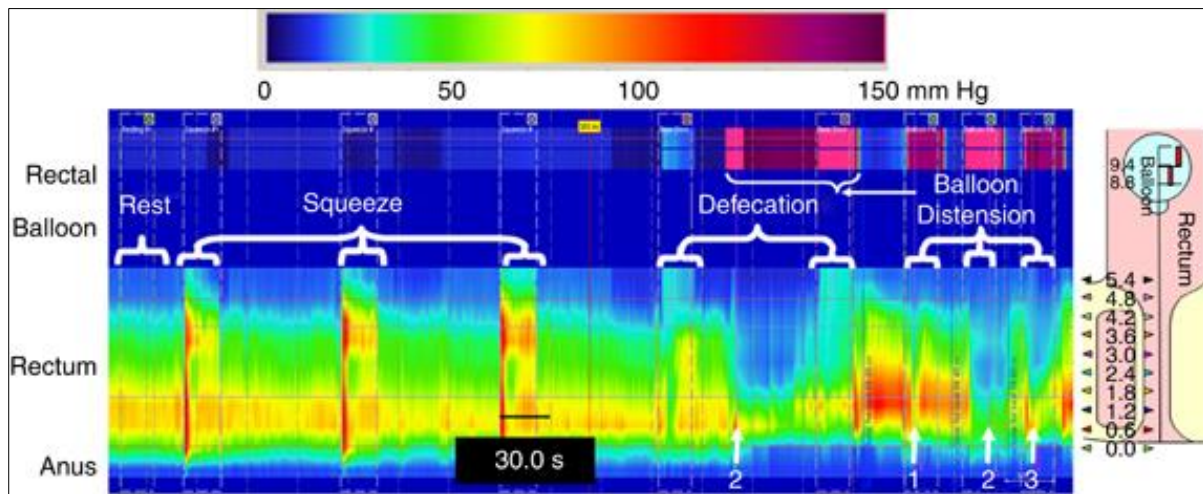 0 50 100 150 mm Hg
Rectal
Balloon
Rest
Squeeze
Defecation
Balloon
Distension
Rectum
Anus
30.0 s
2 1 2 3
Balloon
9.4
8.8
Rectum
5.4
4.8
4.2
3.6
3.0
2.4
1.8
1.2
0.6
0.0